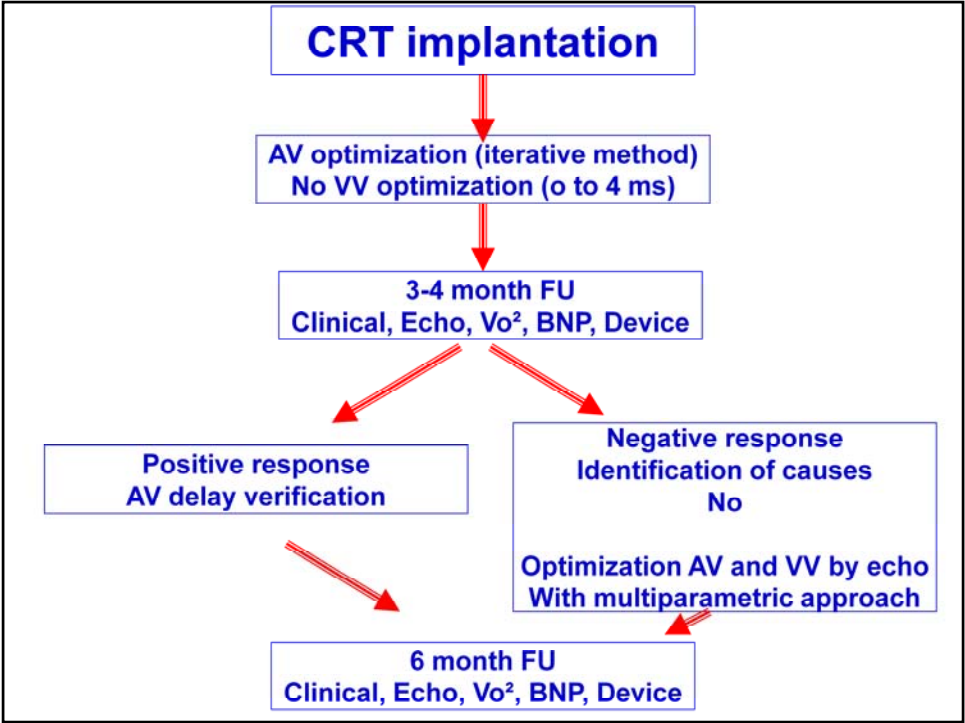 CRT implantation
AV optimization (iterative method)
No VV optimization (o to 4 ms)
3-4 month FU
Clinical, Echo, Vo², BNP, Device
Positive response
AV delay verification
Negative response
Identification of causes
No
Optimization AV and VV by echo
With multiparametric approach
6 month FU
Clinical, Echo, Vo², BNP, Device